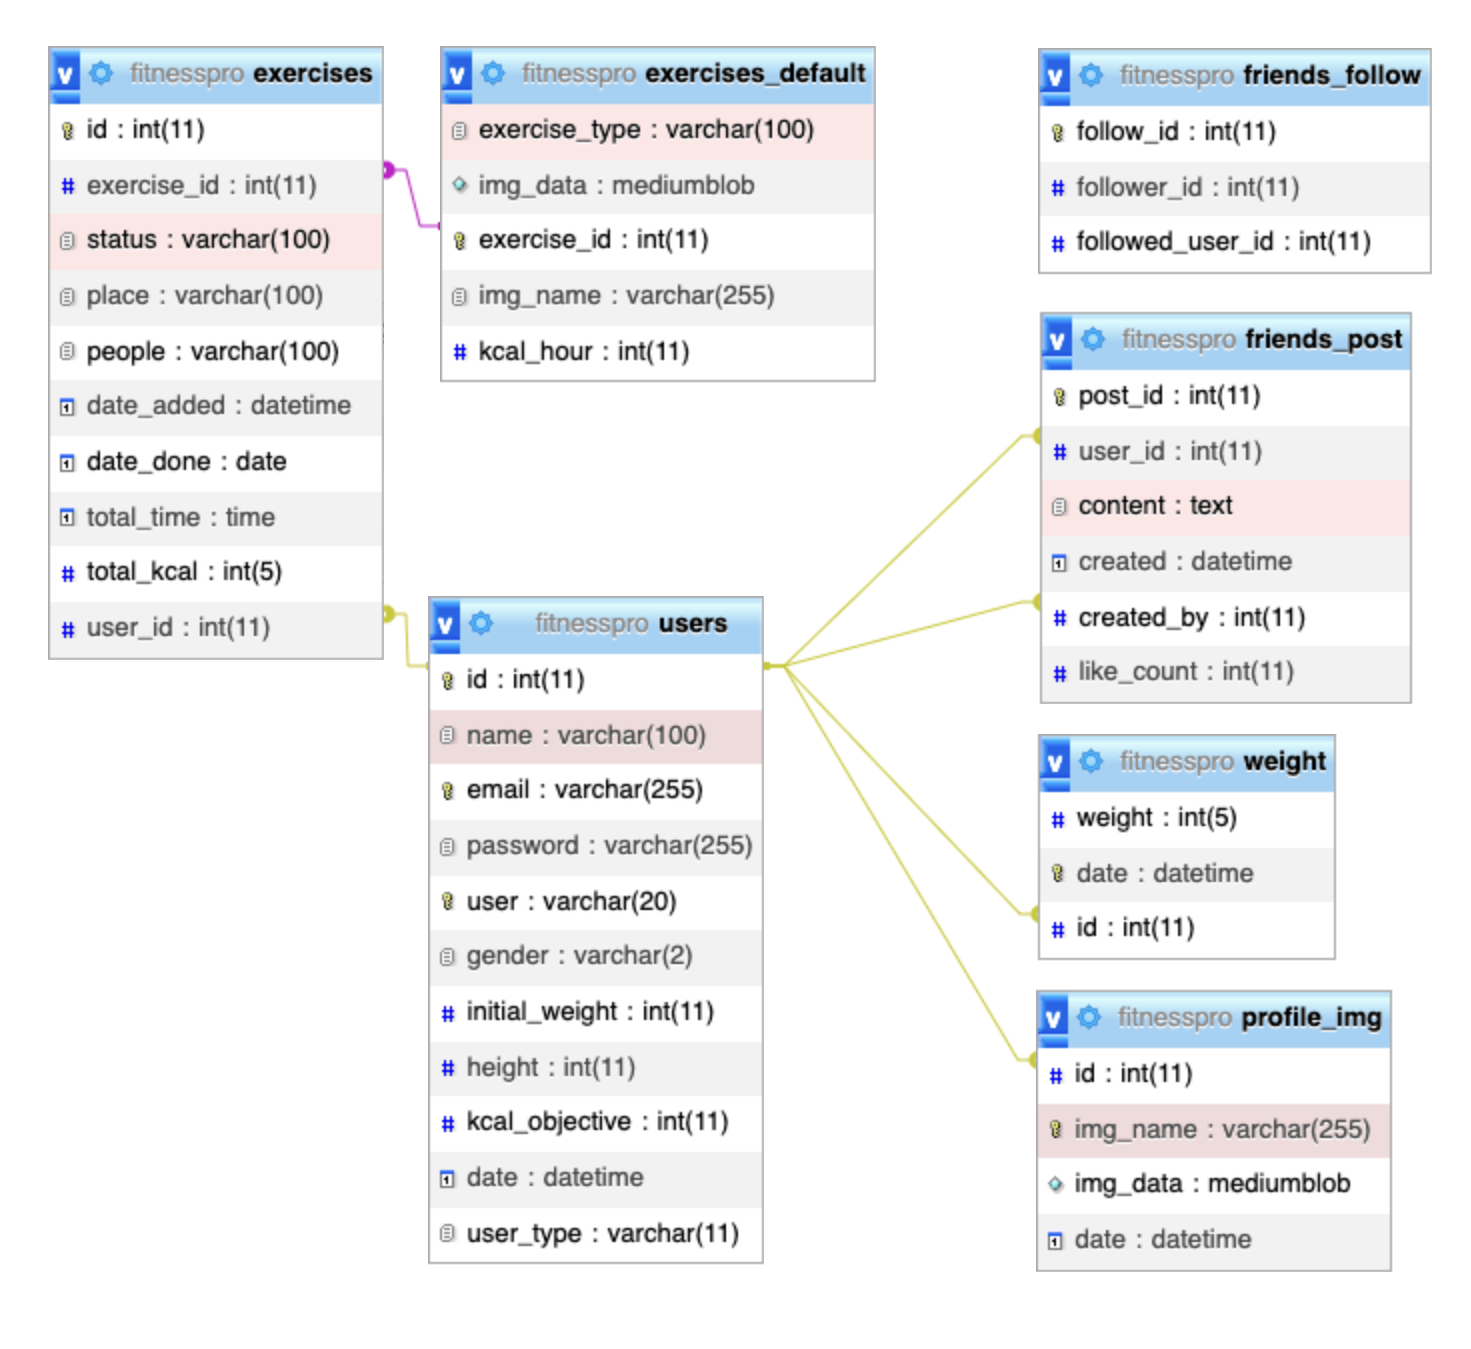 v fitnesspro exercises
id : int(11)
# exercise_id : int(11)
status : varchar(100)
place : varchar(100)
people : varchar(100)
date_added : datetime
date_done : date
total_time : time
# total_kcal : int(5)
# user_id : int(11)
v fitnesspro exercises_default
exercise_type : varchar(100)
img_data : mediumblob
exercise_id : int(11)
img_name : varchar(255)
# kcal_hour : int(11)
v fitnesspro users
id : int(11)
name : varchar(100)
email : varchar(255)
password : varchar(255)
user : varchar(20)
gender : varchar(2)
# initial_weight : int(11)
# height : int(11)
# kcal_objective : int(11)
date : datetime
user_type : varchar(11)
v fitnesspro friends_follow
follow_id : int(11)
# follower_id : int(11)
# followed_user_id : int(11)
v fitnesspro friends_post
post_id : int(11)
# user_id : int(11)
content : text
created : datetime
# created_by : int(11)
# like_count : int(11)
v fitnesspro weight
# weight : int(5)
date : datetime
# id : int(11)
v fitnesspro profile_img
# id : int(11)
img_name : varchar(255)
img_data : mediumblob
date : datetime